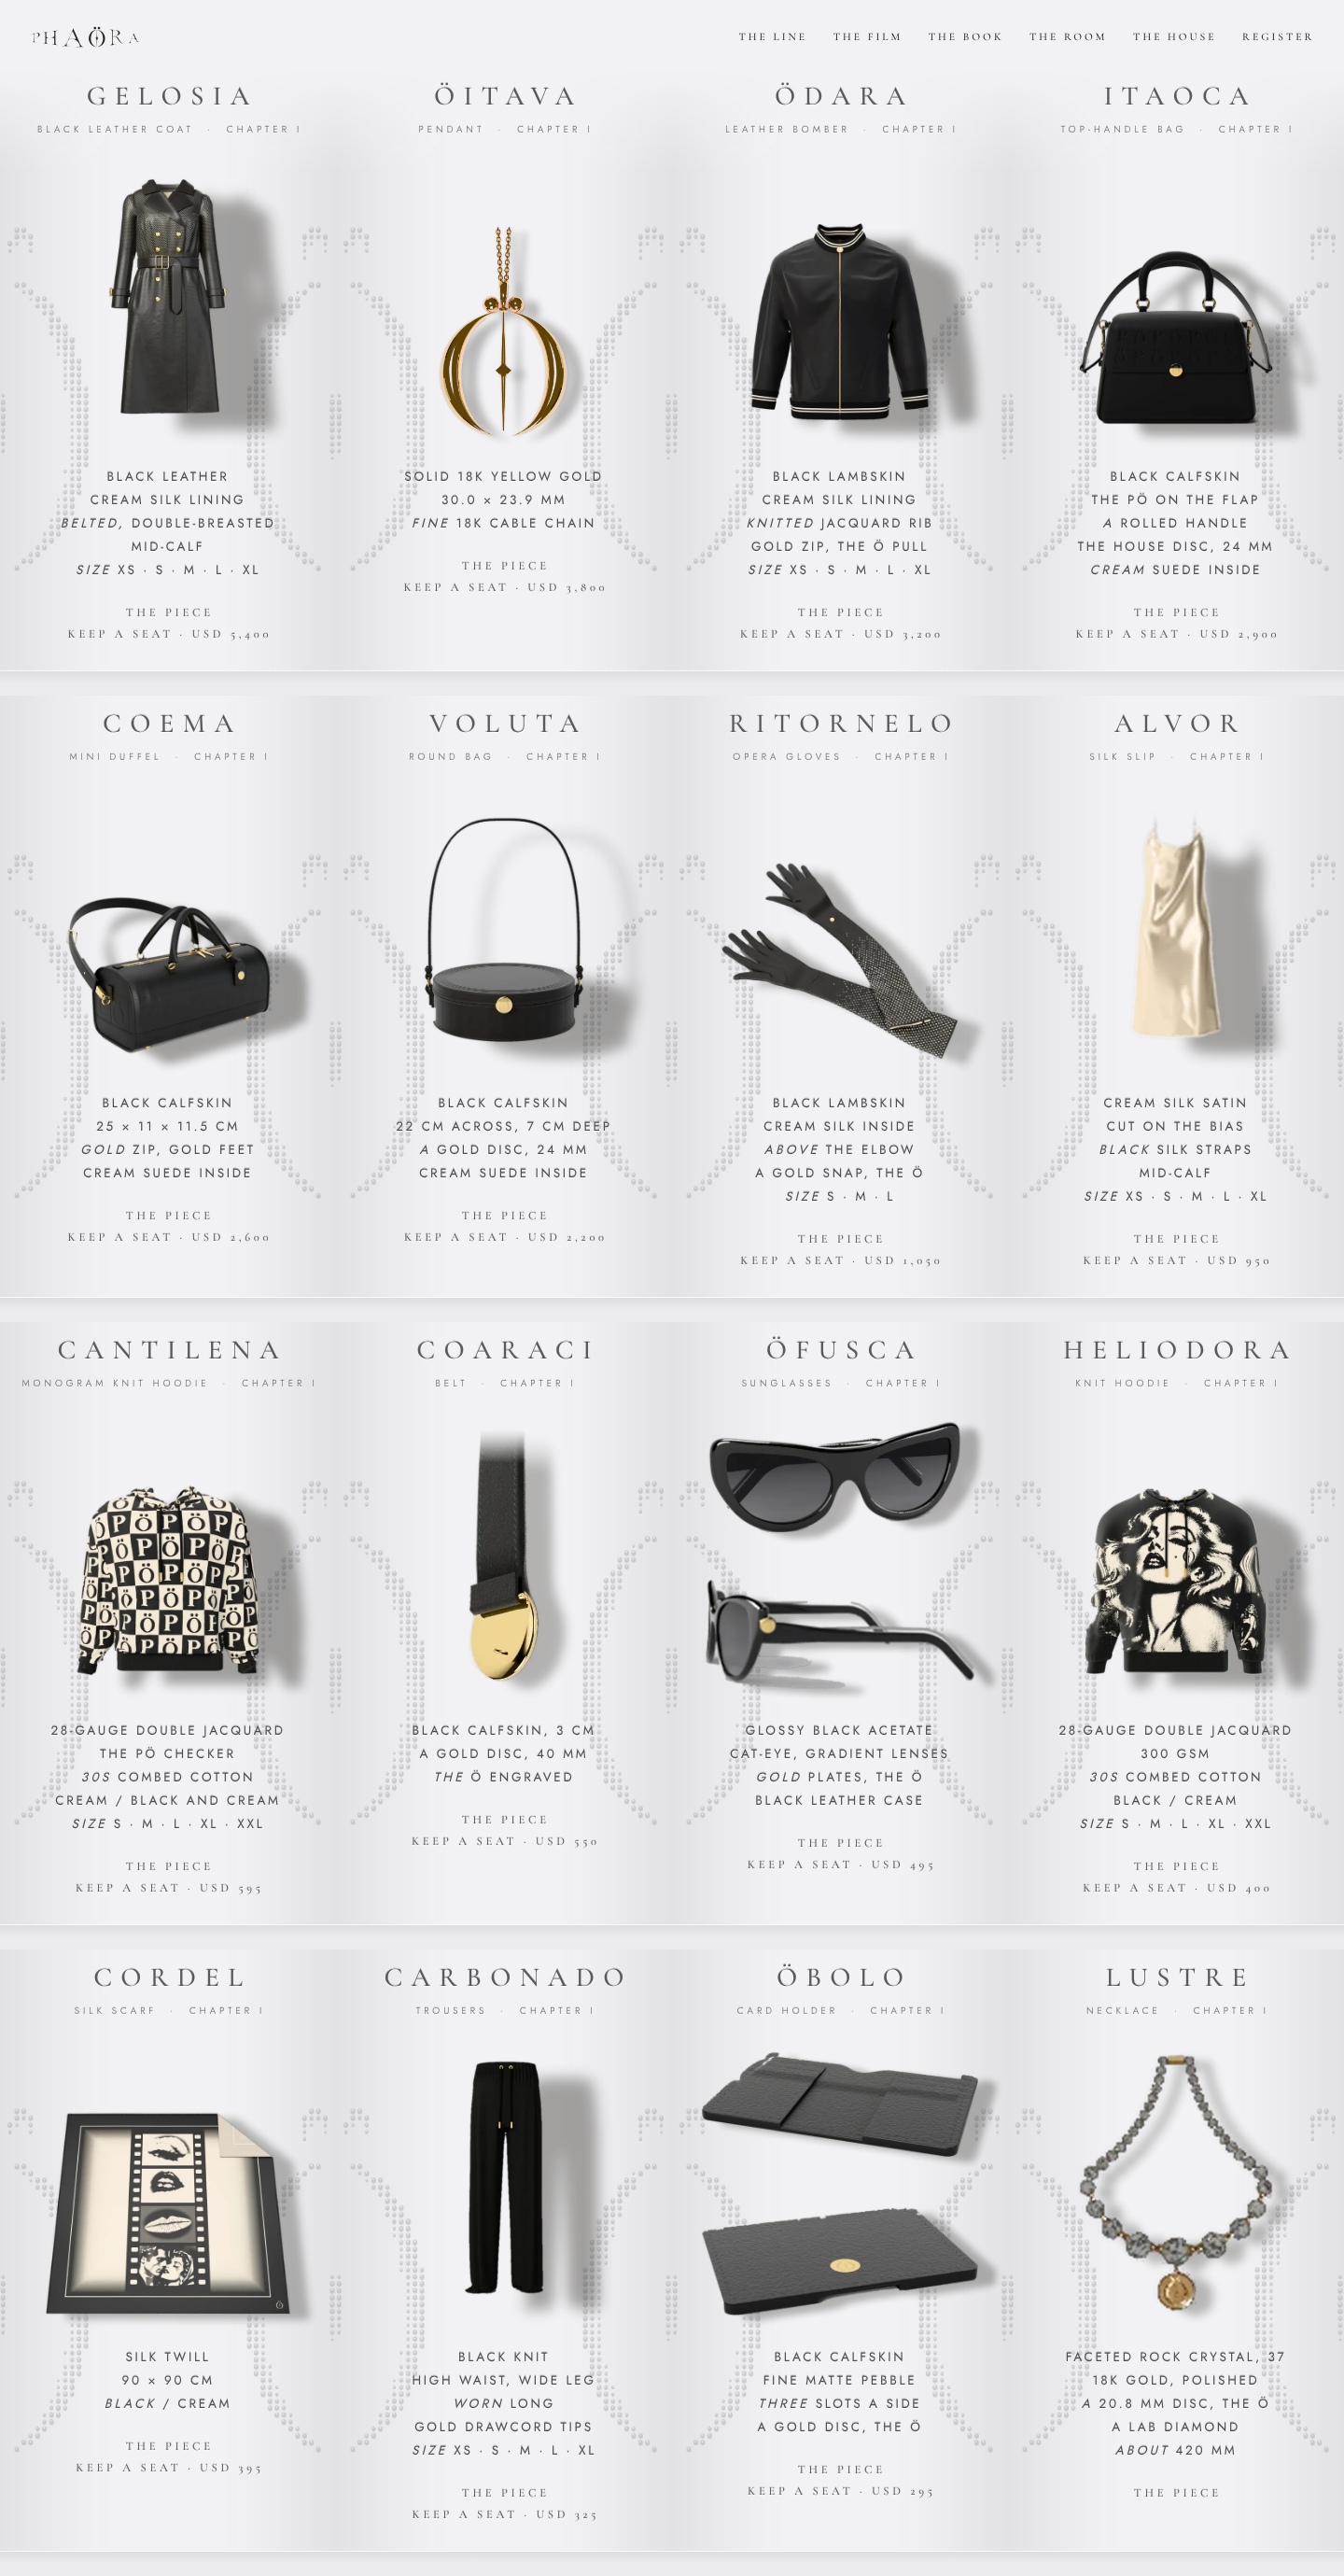 PHAÖRA
THE LINE THE FILM THE BOOK THE ROOM THE HOUSE REGISTER
GELOSIA
BLACK LEATHER COAT · CHAPTER I
BLACK LEATHER
CREAM SILK LINING
BELTED, DOUBLE-BREASTED
MID-CALF
SIZE XS · S · M · L · XL
THE PIECE
KEEP A SEAT · USD 5,400
ÖITAVA
PENDANT · CHAPTER I
SOLID 18K YELLOW GOLD
30.0 × 23.9 MM
FINE 18K CABLE CHAIN
THE PIECE
KEEP A SEAT · USD 3,800
ÖDARA
LEATHER BOMBER · CHAPTER I
BLACK LAMBSKIN
CREAM SILK LINING
KNITTED JACQUARD RIB
GOLD ZIP, THE Ö PULL
SIZE XS · S · M · L · XL
THE PIECE
KEEP A SEAT · USD 3,200
ITAOCA
TOP-HANDLE BAG · CHAPTER I
BLACK CALFSKIN
THE PÖ ON THE FLAP
A ROLLED HANDLE
THE HOUSE DISC, 24 MM
CREAM SUEDE INSIDE
THE PIECE
KEEP A SEAT · USD 2,900
COEMA
MINI DUFFEL · CHAPTER I
BLACK CALFSKIN
25 × 11 × 11.5 CM
GOLD ZIP, GOLD FEET
CREAM SUEDE INSIDE
THE PIECE
KEEP A SEAT · USD 2,600
VOLUTA
ROUND BAG · CHAPTER I
BLACK CALFSKIN
22 CM ACROSS, 7 CM DEEP
A GOLD DISC, 24 MM
CREAM SUEDE INSIDE
THE PIECE
KEEP A SEAT · USD 2,200
RITORNELO
OPERA GLOVES · CHAPTER I
BLACK LAMBSKIN
CREAM SILK INSIDE
ABOVE THE ELBOW
A GOLD SNAP, THE Ö
SIZE S · M · L
THE PIECE
KEEP A SEAT · USD 1,050
ALVOR
SILK SLIP · CHAPTER I
CREAM SILK SATIN
CUT ON THE BIAS
BLACK SILK STRAPS
MID-CALF
SIZE XS · S · M · L · XL
THE PIECE
KEEP A SEAT · USD 950
CANTILENA
MONOGRAM KNIT HOODIE · CHAPTER I
28-GAUGE DOUBLE JACQUARD
THE PÖ CHECKER
30S COMBED COTTON
CREAM / BLACK AND CREAM
SIZE S · M · L · XL · XXL
THE PIECE
KEEP A SEAT · USD 595
COARACI
BELT · CHAPTER I
BLACK CALFSKIN, 3 CM
A GOLD DISC, 40 MM
THE Ö ENGRAVED
THE PIECE
KEEP A SEAT · USD 550
ÖFUSCA
SUNGLASSES · CHAPTER I
GLOSSY BLACK ACETATE
CAT-EYE, GRADIENT LENSES
GOLD PLATES, THE Ö
BLACK LEATHER CASE
THE PIECE
KEEP A SEAT · USD 495
HELIODORA
KNIT HOODIE · CHAPTER I
28-GAUGE DOUBLE JACQUARD
300 GSM
30S COMBED COTTON
BLACK / CREAM
SIZE S · M · L · XL · XXL
THE PIECE
KEEP A SEAT · USD 400
CORDEL
SILK SCARF · CHAPTER I
SILK TWILL
90 × 90 CM
BLACK / CREAM
THE PIECE
KEEP A SEAT · USD 395
CARBONADO
TROUSERS · CHAPTER I
BLACK KNIT
HIGH WAIST, WIDE LEG
WORN LONG
GOLD DRAWCORD TIPS
SIZE XS · S · M · L · XL
THE PIECE
KEEP A SEAT · USD 325
ÖBOLO
CARD HOLDER · CHAPTER I
BLACK CALFSKIN
FINE MATTE PEBBLE
THREE SLOTS A SIDE
A GOLD DISC, THE Ö
THE PIECE
KEEP A SEAT · USD 295
LUSTRE
NECKLACE · CHAPTER I
FACETED ROCK CRYSTAL, 37
18K GOLD, POLISHED
A 20.8 MM DISC, THE Ö
A LAB DIAMOND
ABOUT 420 MM
THE PIECE